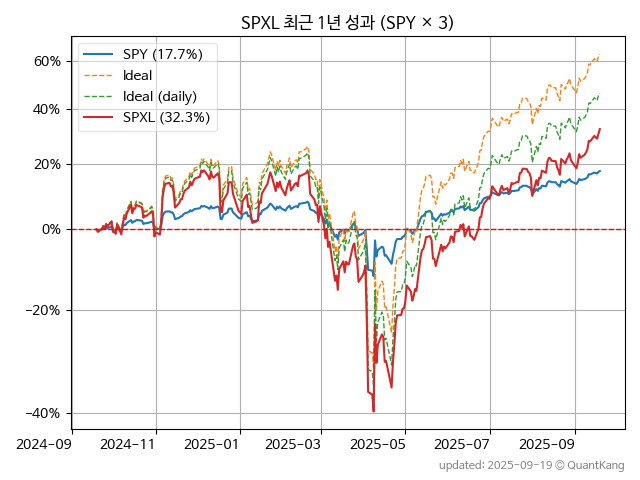 SPXL 최근 1년 성과 (SPY × 3)
SPY (17.7%)
Ideal
Ideal (daily)
SPXL (32.3%)
60%
40%
20%
0%
−20%
−40%
2024-09
2024-11
2025-01
2025-03
2025-05
2025-07
2025-09
updated: 2025-09-19 © QuantKang